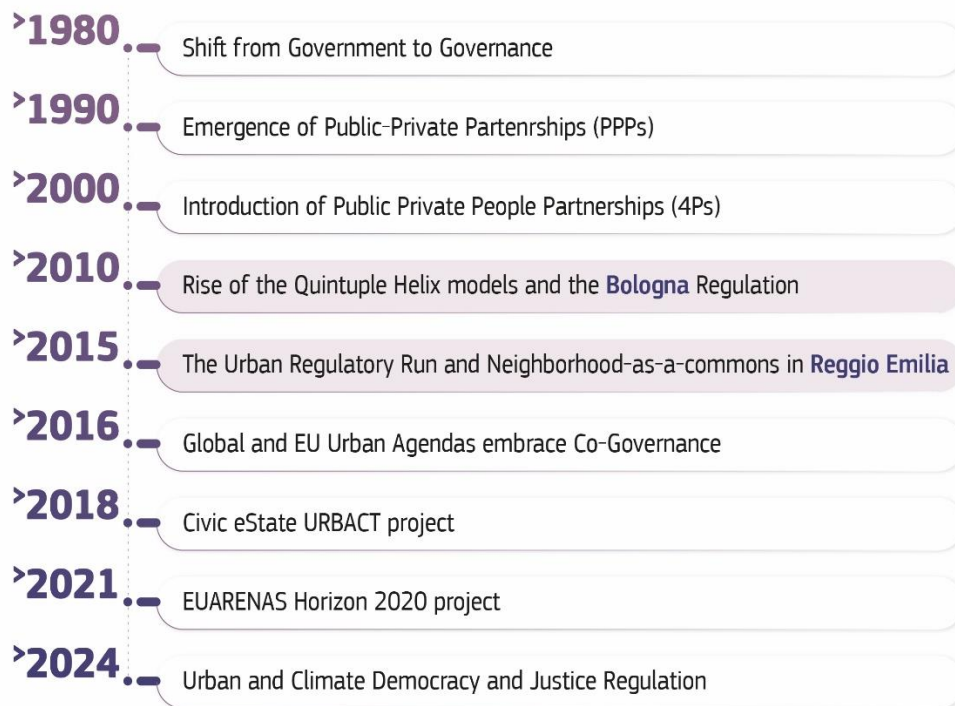 >1980
Shift from Government to Governance
>1990
Emergence of Public-Private Partenrships (PPPs)
>2000
Introduction of Public Private People Partnerships (4Ps)
>2010
Rise of the Quintuple Helix models and the Bologna Regulation
>2015
The Urban Regulatory Run and Neighborhood-as-a-commons in Reggio Emilia
>2016
Global and EU Urban Agendas embrace Co-Governance
>2018
Civic eState URBACT project
>2021
EUARENAS Horizon 2020 project
>2024
Urban and Climate Democracy and Justice Regulation